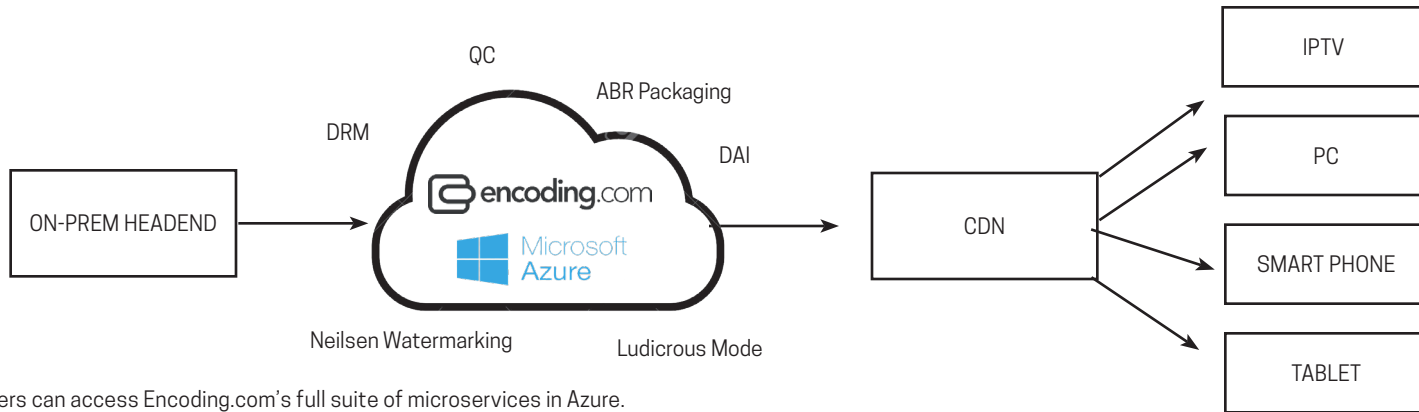 QC
ABR Packaging
IPTV
DRM
DAI
PC
encoding.com
ON-PREM HEADEND
CDN
Microsoft
Azure
SMART PHONE
Neilsen Watermarking
Ludicrous Mode
TABLET
ers can access Encoding.com's full suite of microservices in Azure.